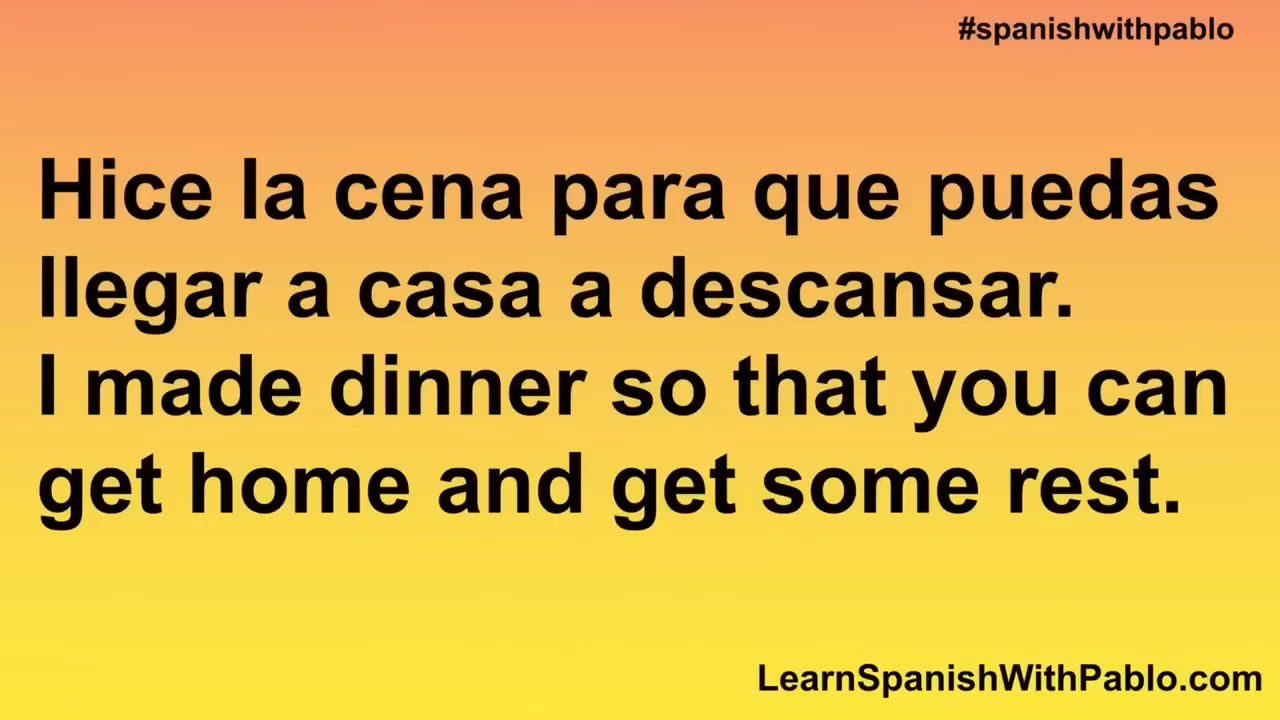 #spanishwithpablo
Hice la cena para que puedas
llegar a casa a descansar.
I made dinner so that you can
get home and get some rest.
LearnSpanishWithPablo.com